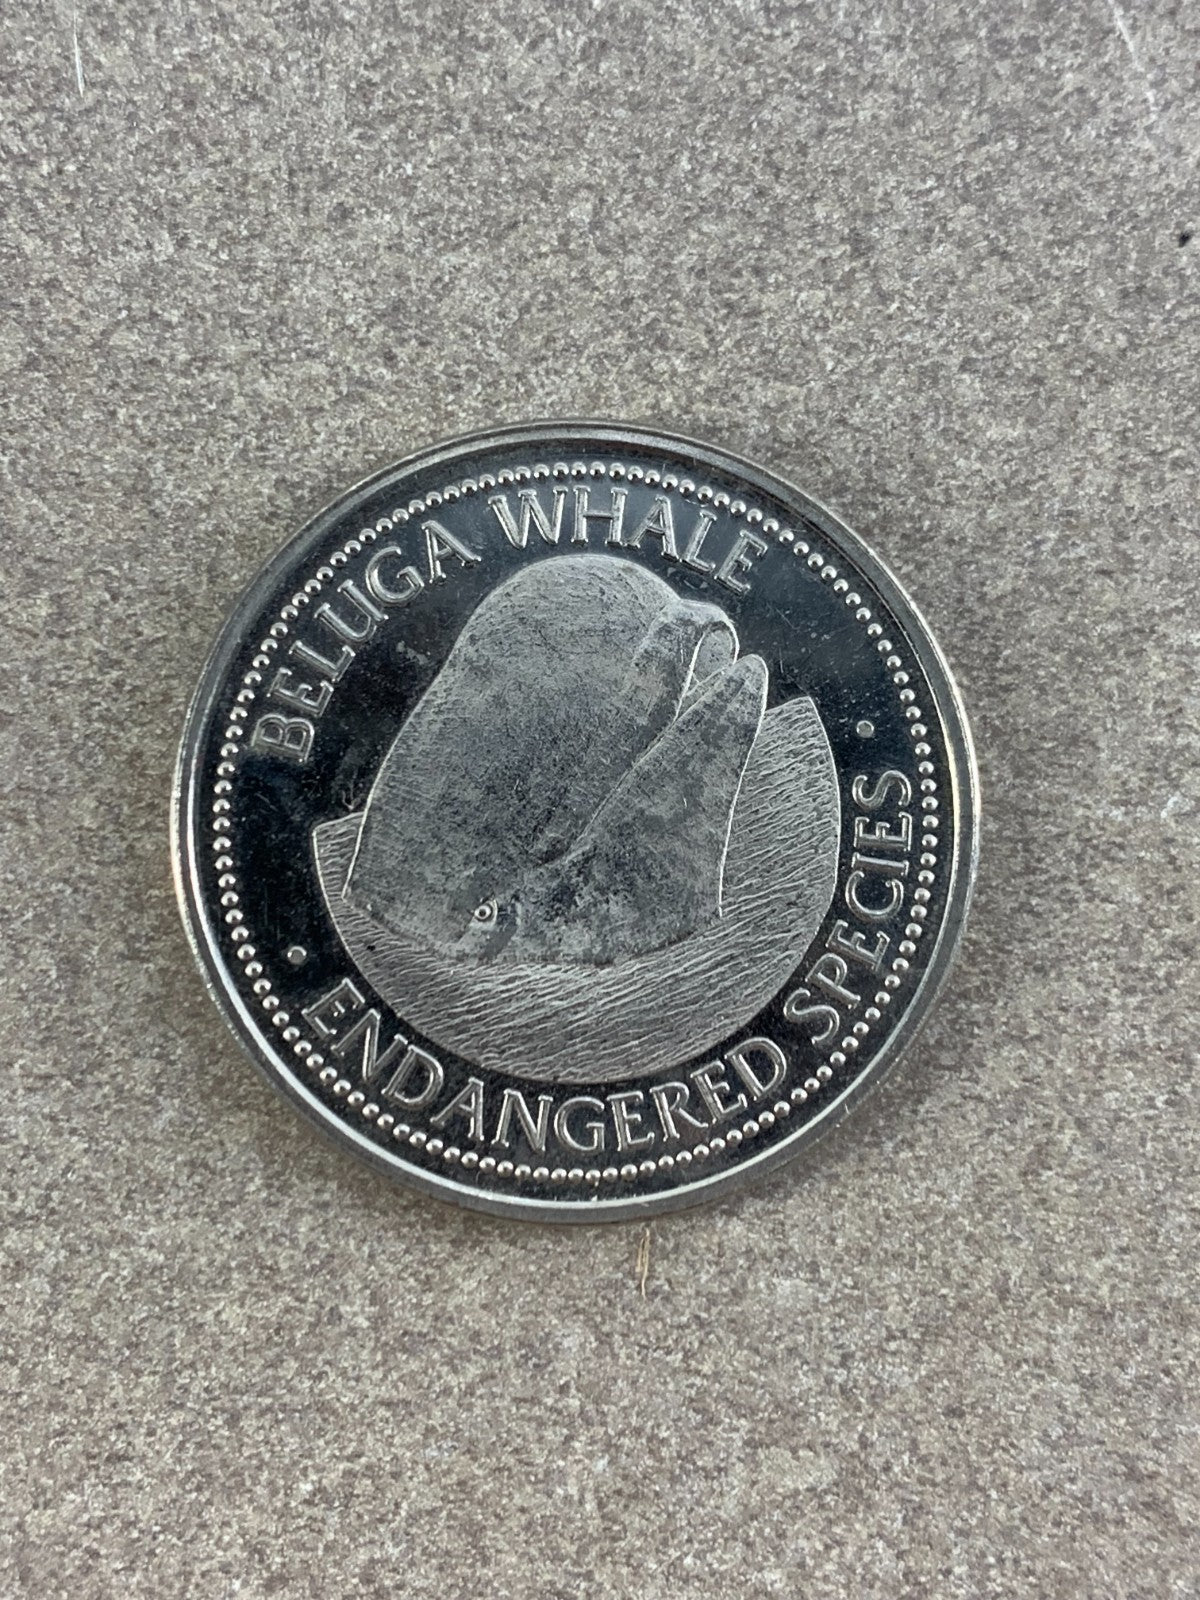 BELUGA WHALE
• ENDANGERED SPECIES •